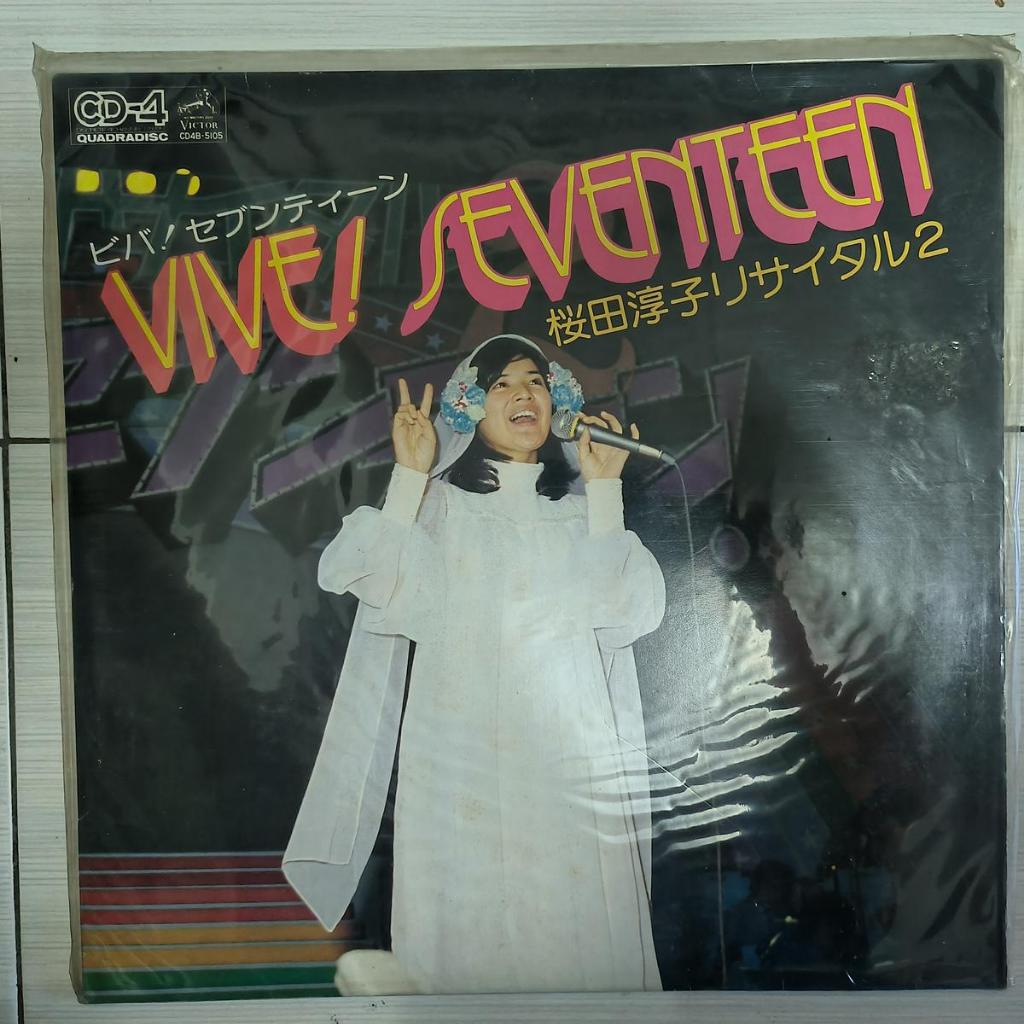 CD-4
QUADRADISC
VICTOR
CD4B-5105
ビバ！セブンティーン
VIVE! SEVENTEEN
桜田淳子リサイタル2